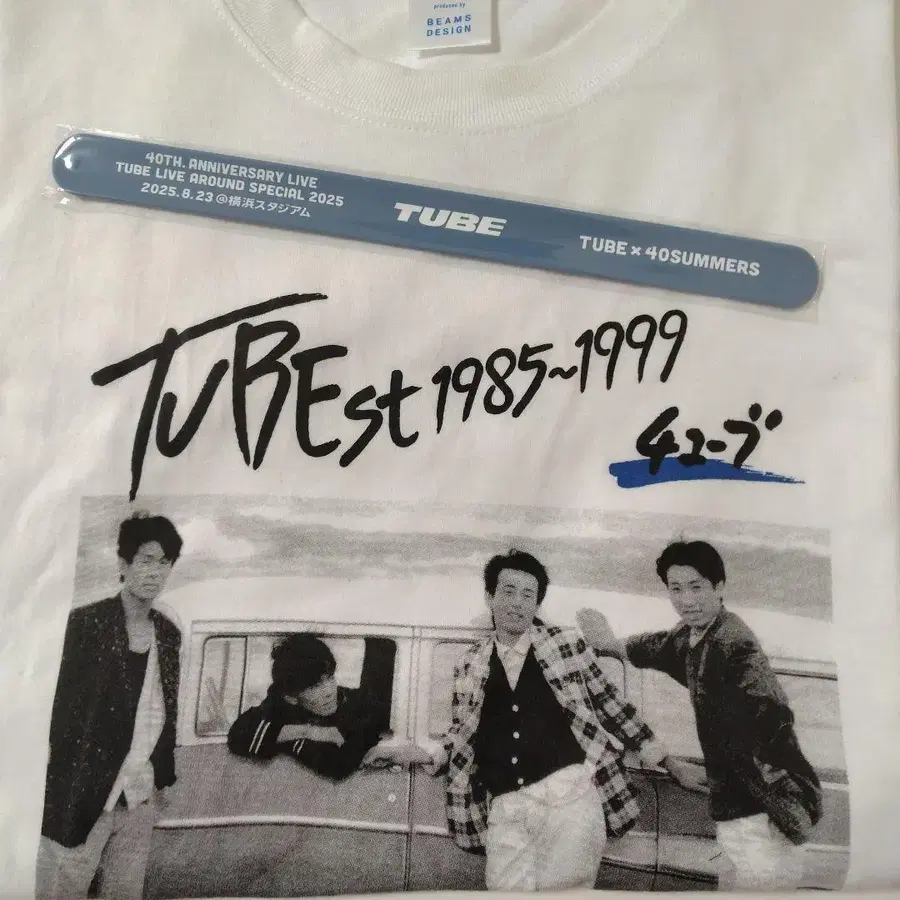 produced by
BEAMS
DESIGN
40TH. ANNIVERSARY LIVE
TUBE LIVE AROUND SPECIAL 2025
2025.8.23@横浜スタジアム
TUBE
TUBE×40SUMMERS
TUBEst 1985~1999
チューブ